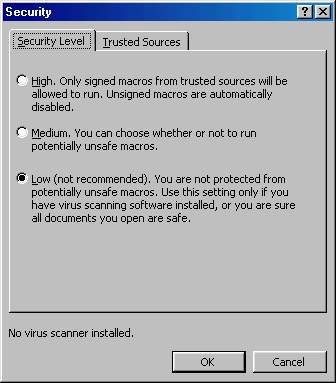 Security
Security Level Trusted Sources
High. Only signed macros from trusted sources will be
allowed to run. Unsigned macros are automatically
disabled.
Medium. You can choose whether or not to run
potentially unsafe macros.
Low (not recommended). You are not protected from
potentially unsafe macros. Use this setting only if you
have virus scanning software installed, or you are sure
all documents you open are safe.
No virus scanner installed.
OK Cancel